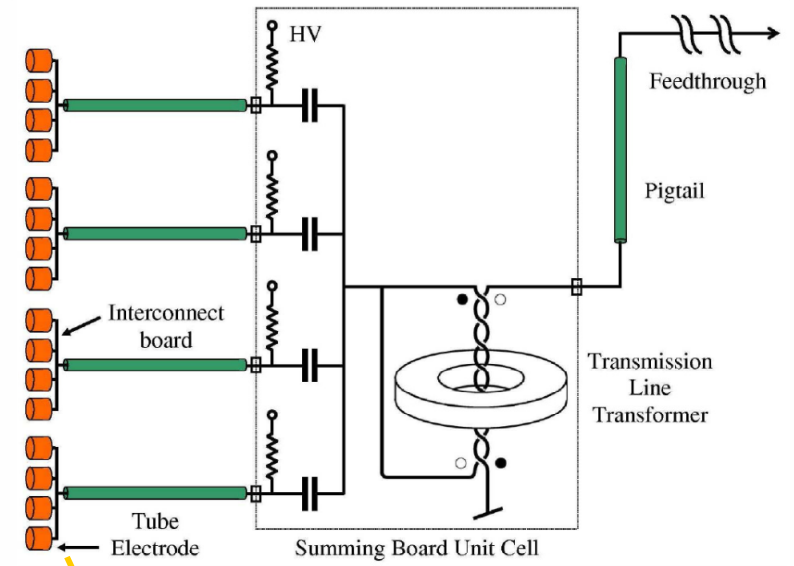 HV
Feedthrough
Pigtail
Interconnect
board
Transmission
Line
Transformer
Tube
Electrode
Summing Board Unit Cell